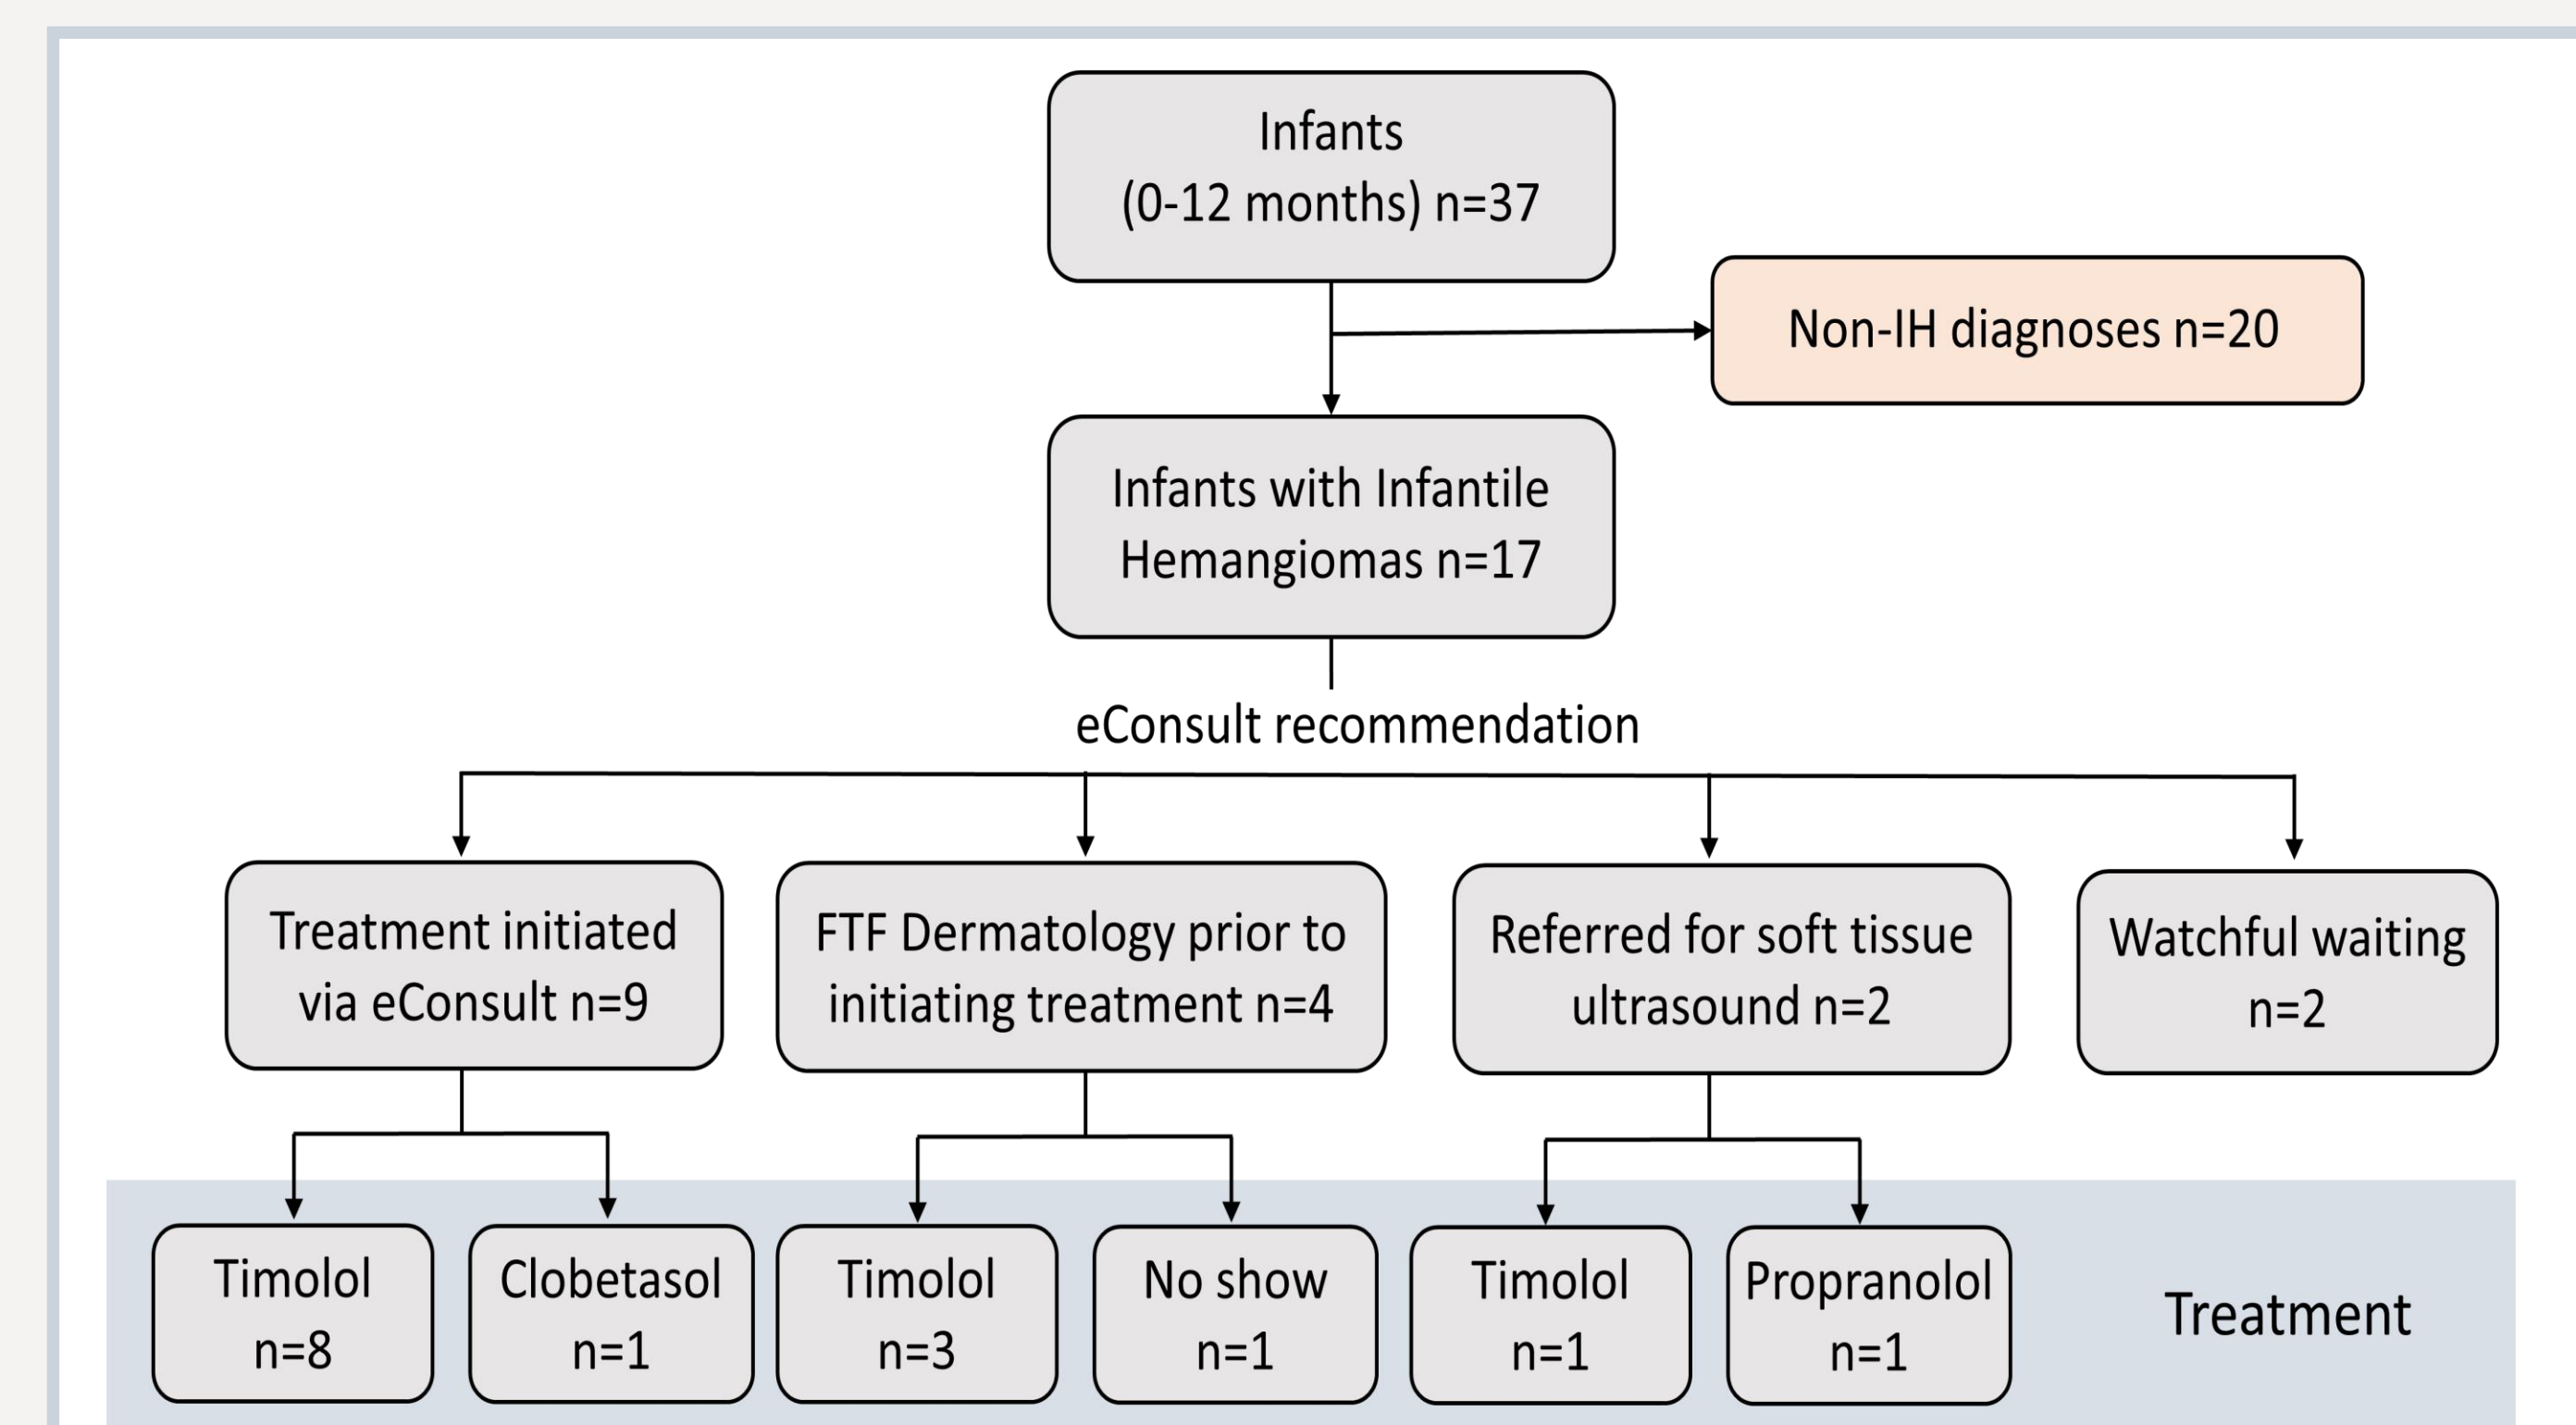 Infants
(0-12 months) n=37
Non-IH diagnoses n=20
Infants with Infantile
Hemangiomas n=17
eConsult recommendation
Treatment initiated
via eConsult n=9
FTF Dermatology prior to
initiating treatment n=4
Referred for soft tissue
ultrasound n=2
Watchful waiting
n=2
Timolol
n=8
Clobetasol
n=1
Timolol
n=3
No show
n=1
Timolol
n=1
Propranolol
n=1
Treatment